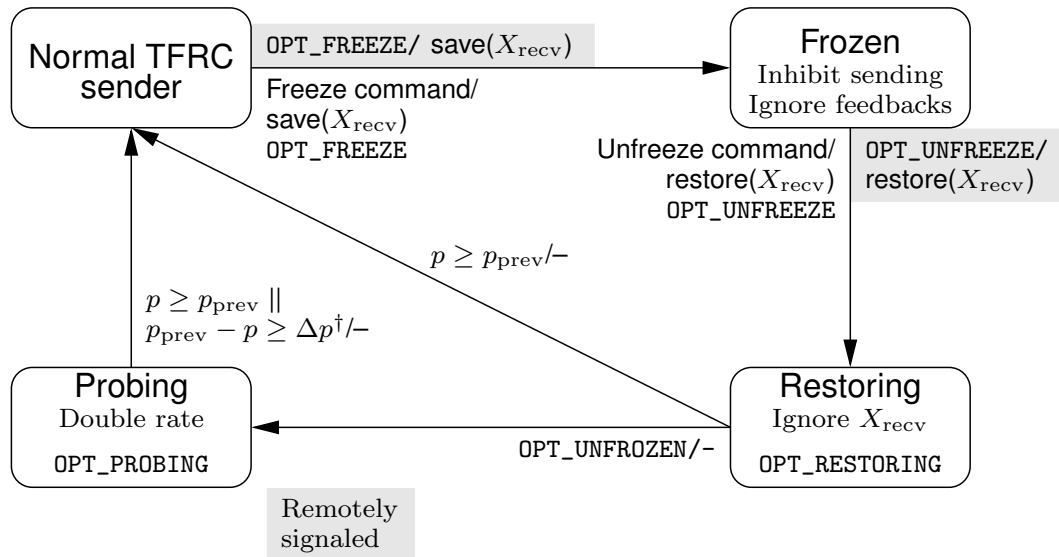 Normal TFRC
sender
OPT_FREEZE/ save(X_recv)
Freeze command/
save(X_recv)
OPT_FREEZE
Frozen
Inhibit sending
Ignore feedbacks
Unfreeze command/
restore(X_recv)
OPT_UNFREEZE
OPT_UNFREEZE/
restore(X_recv)
p ≥ p_prev/–
p ≥ p_prev ||
p_prev − p ≥ Δp†/–
Probing
Double rate
OPT_PROBING
OPT_UNFROZEN/-
Restoring
Ignore X_recv
OPT_RESTORING
Remotely
signaled